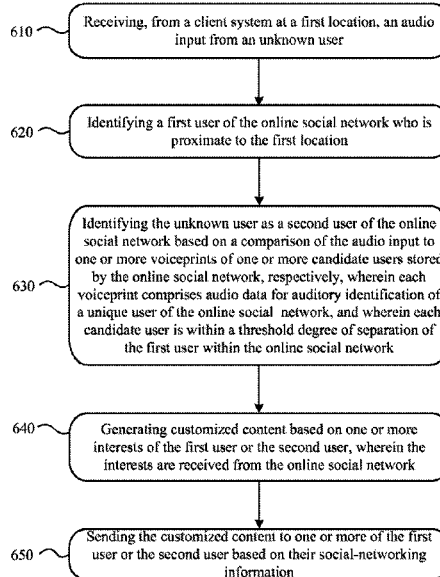 610
Receiving, from a client system at a first location, an audio
input from an unknown user
620
Identifying a first user of the online social network who is
proximate to the first location
630
Identifying the unknown user as a second user of the online
social network based on a comparison of the audio input to
one or more voiceprints of one or more candidate users stored
by the online social network, respectively, wherein each
voiceprint comprises audio data for auditory identification of
a unique user of the online social network, and wherein each
candidate user is within a threshold degree of separation of
the first user within the online social network
640
Generating customized content based on one or more
interests of the first user or the second user, wherein the
interests are received from the online social network
650
Sending the customized content to one or more of the first
user or the second user based on their social-networking
information